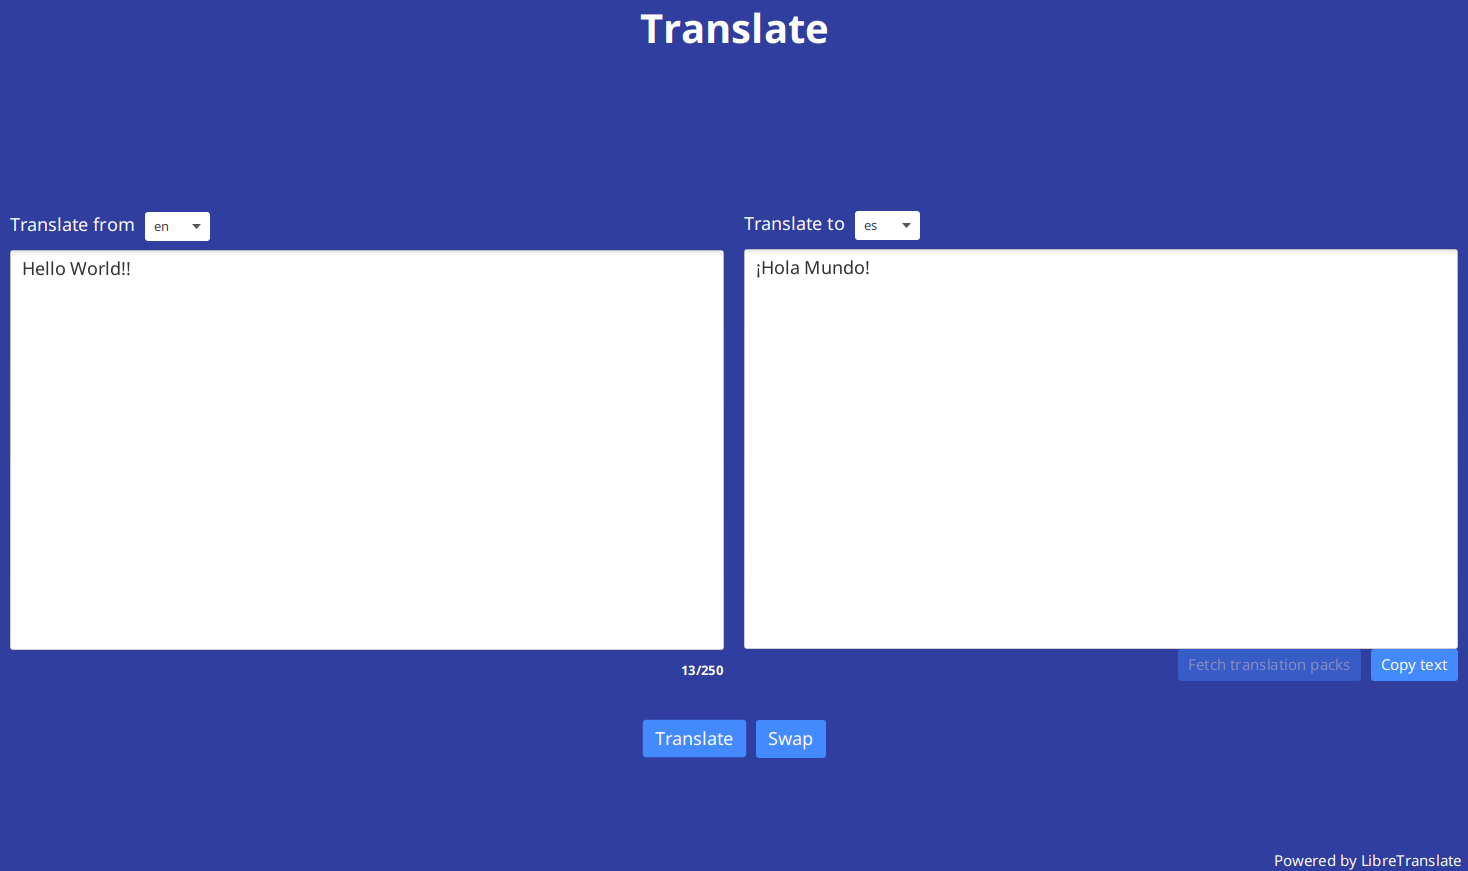 Translate
Translate from en
Hello World!!
13/250
Translate to es
¡Hola Mundo!
Fetch translation packs Copy text
Translate Swap
Powered by LibreTranslate